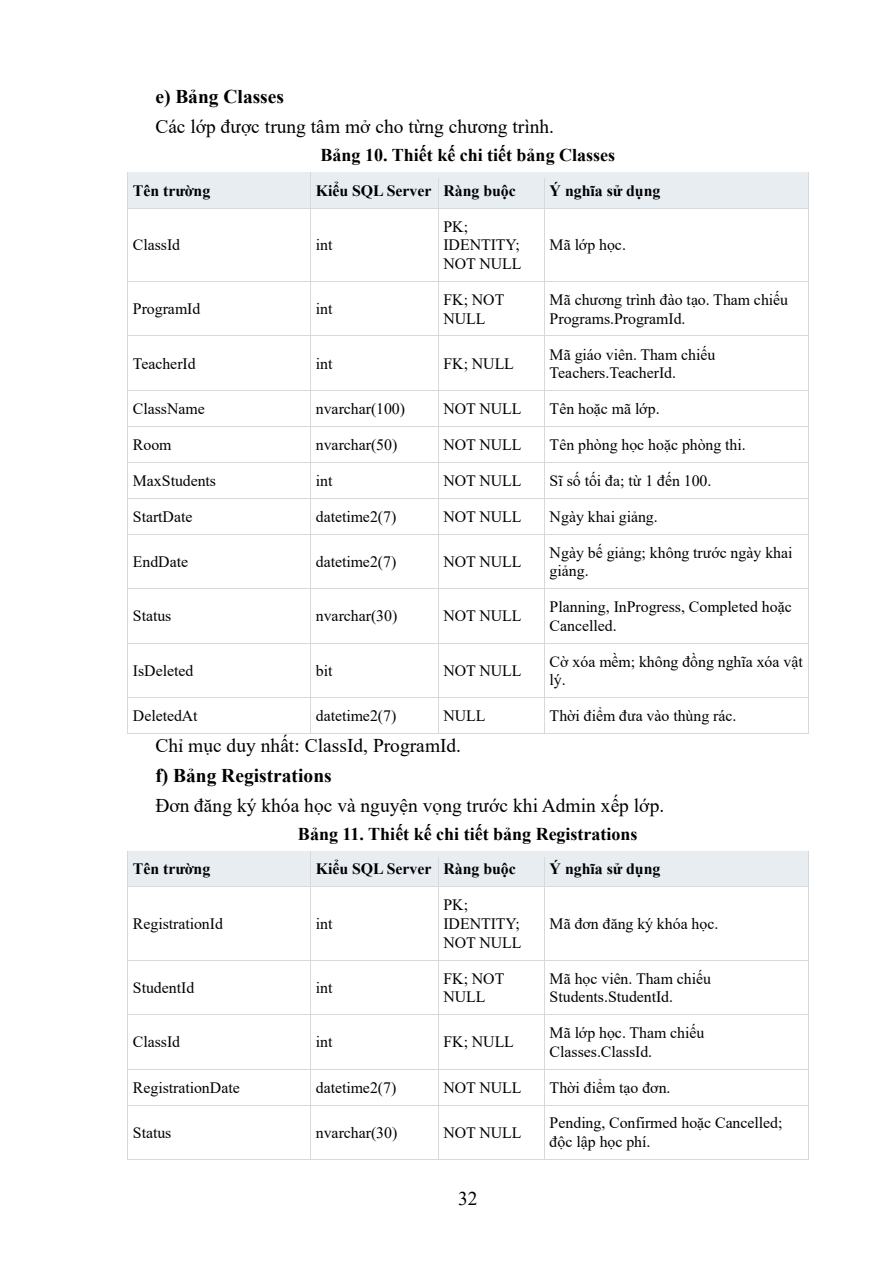 e) Bảng Classes
Các lớp được trung tâm mở cho từng chương trình.
Bảng 10. Thiết kế chi tiết bảng Classes
Tên trường Kiểu SQL Server Ràng buộc Ý nghĩa sử dụng
ClassId int PK; IDENTITY; NOT NULL Mã lớp học.
ProgramId int FK; NOT NULL Mã chương trình đào tạo. Tham chiếu Programs.ProgramId.
TeacherId int FK; NULL Mã giáo viên. Tham chiếu Teachers.TeacherId.
ClassName nvarchar(100) NOT NULL Tên hoặc mã lớp.
Room nvarchar(50) NOT NULL Tên phòng học hoặc phòng thi.
MaxStudents int NOT NULL Sĩ số tối đa; từ 1 đến 100.
StartDate datetime2(7) NOT NULL Ngày khai giảng.
EndDate datetime2(7) NOT NULL Ngày bế giảng; không trước ngày khai giảng.
Status nvarchar(30) NOT NULL Planning, InProgress, Completed hoặc Cancelled.
IsDeleted bit NOT NULL Cờ xóa mềm; không đồng nghĩa xóa vật lý.
DeletedAt datetime2(7) NULL Thời điểm đưa vào thùng rác.
Chỉ mục duy nhất: ClassId, ProgramId.
f) Bảng Registrations
Đơn đăng ký khóa học và nguyện vọng trước khi Admin xếp lớp.
Bảng 11. Thiết kế chi tiết bảng Registrations
Tên trường Kiểu SQL Server Ràng buộc Ý nghĩa sử dụng
RegistrationId int PK; IDENTITY; NOT NULL Mã đơn đăng ký khóa học.
StudentId int FK; NOT NULL Mã học viên. Tham chiếu Students.StudentId.
ClassId int FK; NULL Mã lớp học. Tham chiếu Classes.ClassId.
RegistrationDate datetime2(7) NOT NULL Thời điểm tạo đơn.
Status nvarchar(30) NOT NULL Pending, Confirmed hoặc Cancelled; độc lập học phí.
32